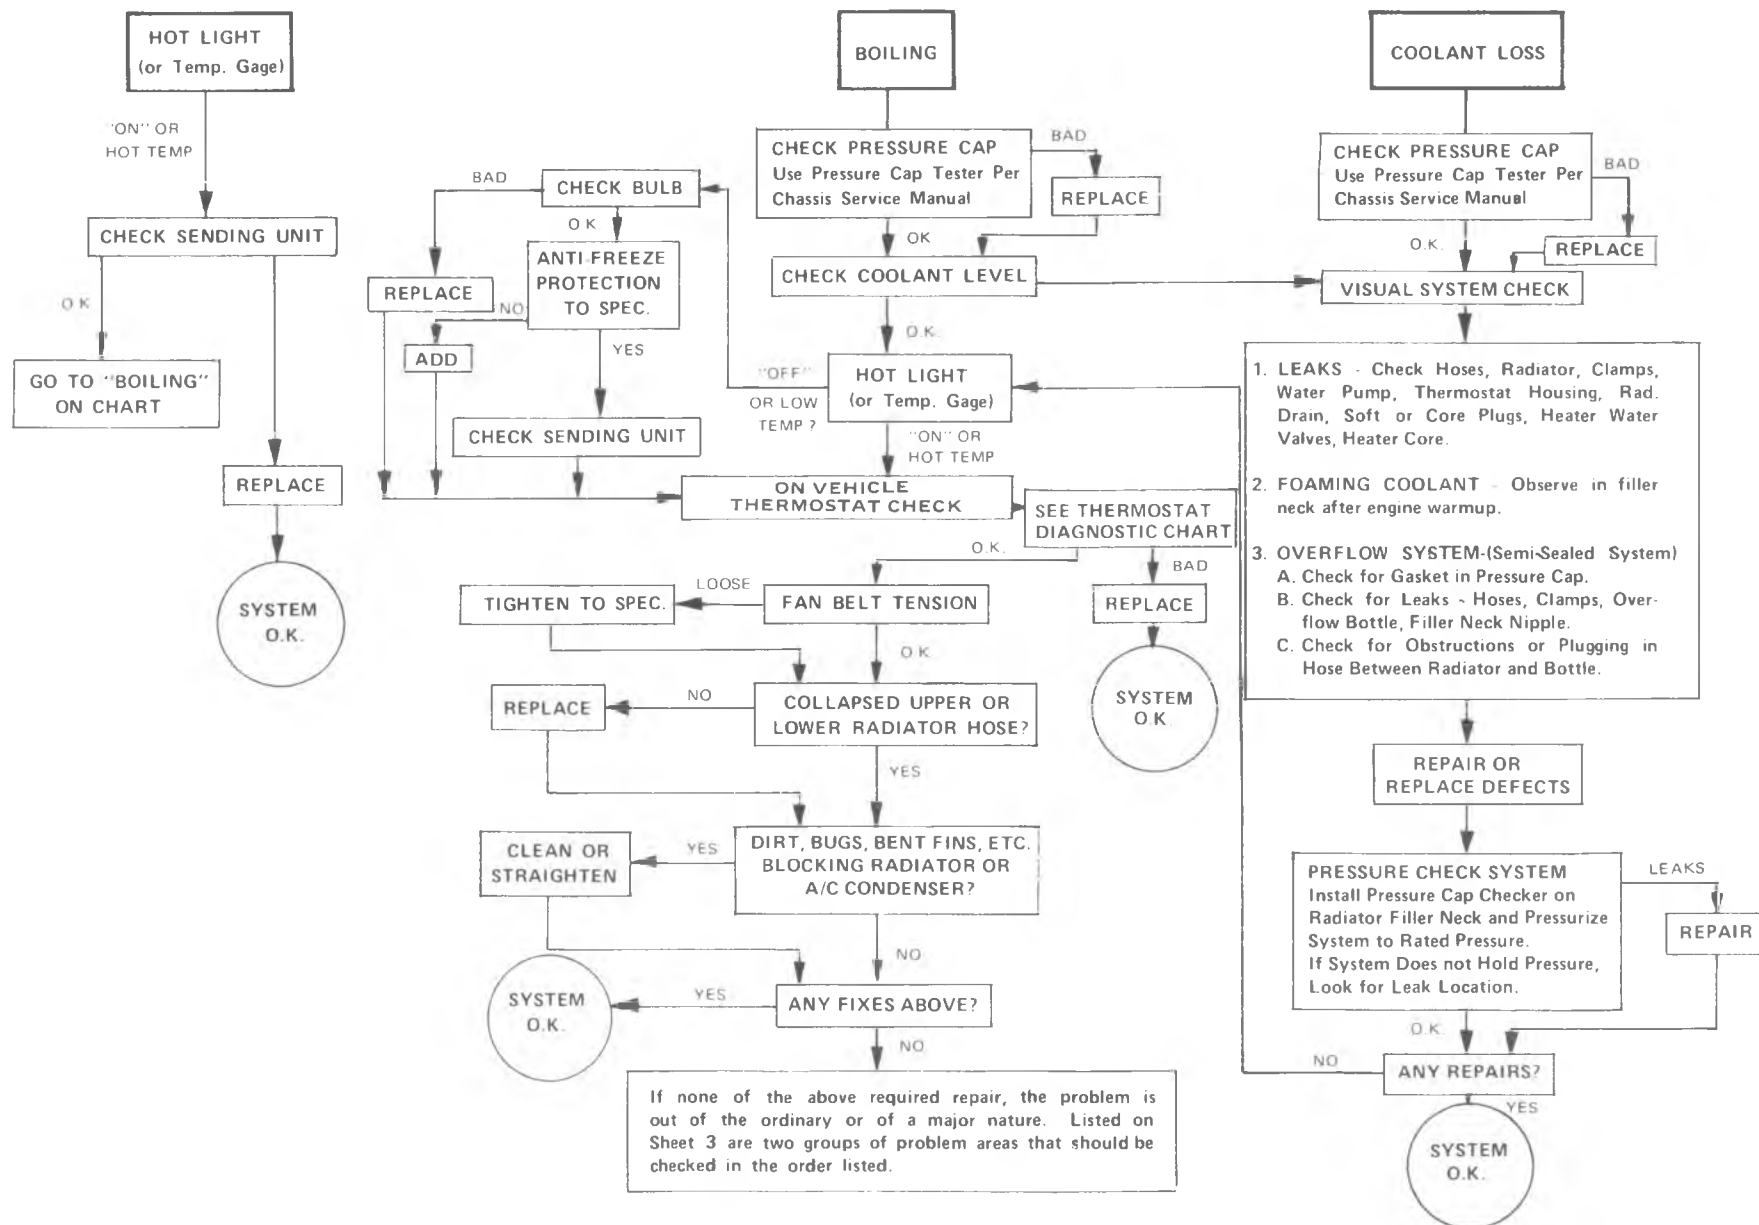 HOT LIGHT
(or Temp. Gage)
"ON" OR
HOT TEMP
CHECK SENDING UNIT
O K
GO TO "BOILING"
ON CHART
REPLACE
SYSTEM
O.K.
BOILING
CHECK PRESSURE CAP
Use Pressure Cap Tester Per
Chassis Service Manual
BAD
REPLACE
OK
CHECK COOLANT LEVEL
O.K.
HOT LIGHT
(or Temp. Gage)
"OFF"
OR LOW
TEMP ?
"ON" OR
HOT TEMP
CHECK BULB
BAD
REPLACE
O K
ANTI-FREEZE
PROTECTION
TO SPEC.
NO
ADD
YES
CHECK SENDING UNIT
ON VEHICLE
THERMOSTAT CHECK
SEE THERMOSTAT
DIAGNOSTIC CHART
O.K.
BAD
REPLACE
SYSTEM
O.K.
FAN BELT TENSION
LOOSE
TIGHTEN TO SPEC.
O K
COLLAPSED UPPER OR
LOWER RADIATOR HOSE?
NO
REPLACE
YES
DIRT, BUGS, BENT FINS, ETC.
BLOCKING RADIATOR OR
A/C CONDENSER?
YES
CLEAN OR
STRAIGHTEN
NO
ANY FIXES ABOVE?
YES
SYSTEM
O.K.
NO
If none of the above required repair, the problem is
out of the ordinary or of a major nature. Listed on
Sheet 3 are two groups of problem areas that should be
checked in the order listed.
COOLANT LOSS
CHECK PRESSURE CAP
Use Pressure Cap Tester Per
Chassis Service Manual
BAD
REPLACE
O.K.
VISUAL SYSTEM CHECK
1. LEAKS - Check Hoses, Radiator, Clamps,
Water Pump, Thermostat Housing, Rad.
Drain, Soft or Core Plugs, Heater Water
Valves, Heater Core.
2. FOAMING COOLANT - Observe in filler
neck after engine warmup.
3. OVERFLOW SYSTEM-(Semi-Sealed System)
A. Check for Gasket in Pressure Cap.
B. Check for Leaks - Hoses, Clamps, Over-
flow Bottle, Filler Neck Nipple.
C. Check for Obstructions or Plugging in
Hose Between Radiator and Bottle.
REPAIR OR
REPLACE DEFECTS
PRESSURE CHECK SYSTEM
Install Pressure Cap Checker on
Radiator Filler Neck and Pressurize
System to Rated Pressure.
If System Does not Hold Pressure,
Look for Leak Location.
LEAKS
REPAIR
O.K.
ANY REPAIRS?
NO
YES
SYSTEM
O.K.